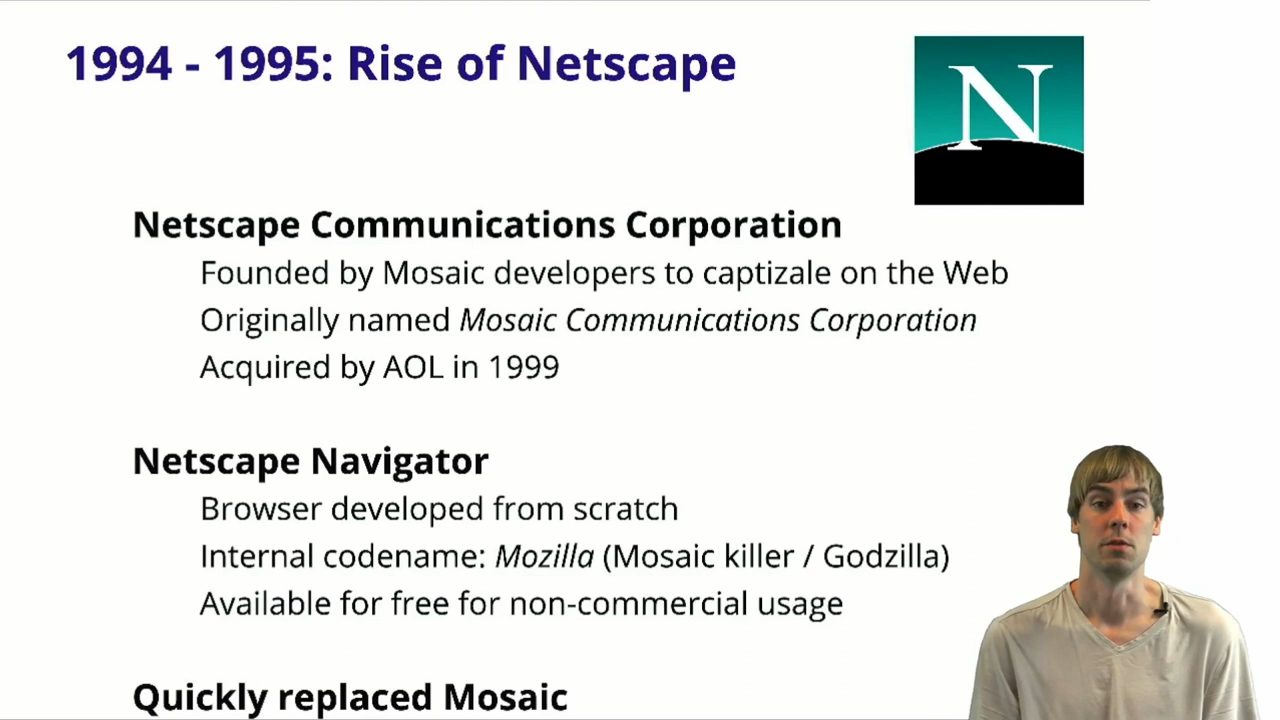 1994 - 1995: Rise of Netscape
N
Netscape Communications Corporation
Founded by Mosaic developers to captizale on the Web
Originally named Mosaic Communications Corporation
Acquired by AOL in 1999
Netscape Navigator
Browser developed from scratch
Internal codename: Mozilla (Mosaic killer / Godzilla)
Available for free for non-commercial usage
Quickly replaced Mosaic